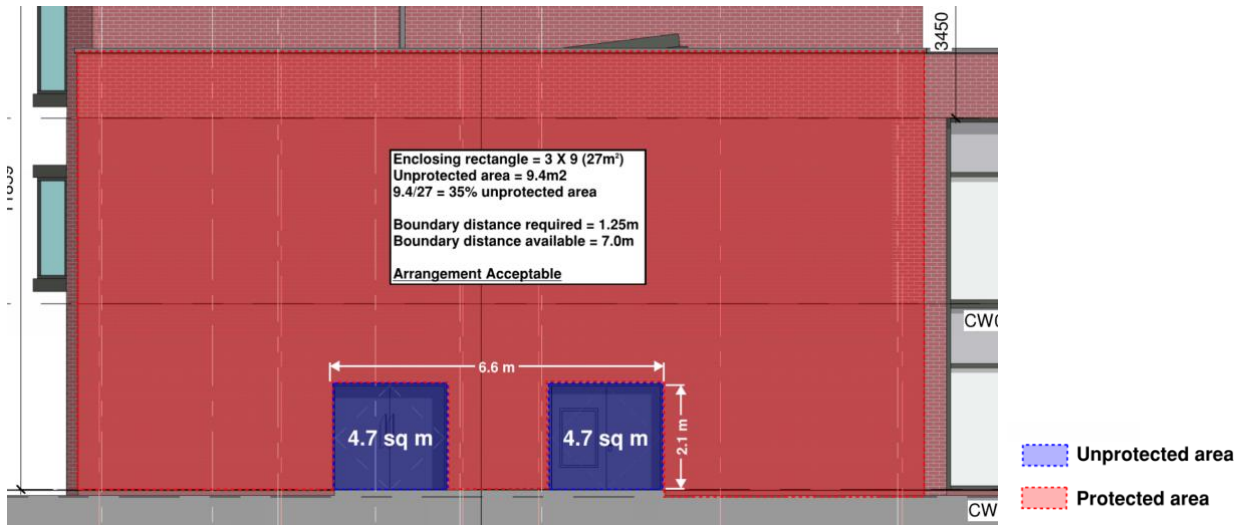 3450
Enclosing rectangle = 3 X 9 (27m²)
Unprotected area = 9.4m2
9.4/27 = 35% unprotected area
Boundary distance required = 1.25m
Boundary distance available = 7.0m
Arrangement Acceptable
6.6 m
4.7 sq m
4.7 sq m
2.1 m
Unprotected area
Protected area